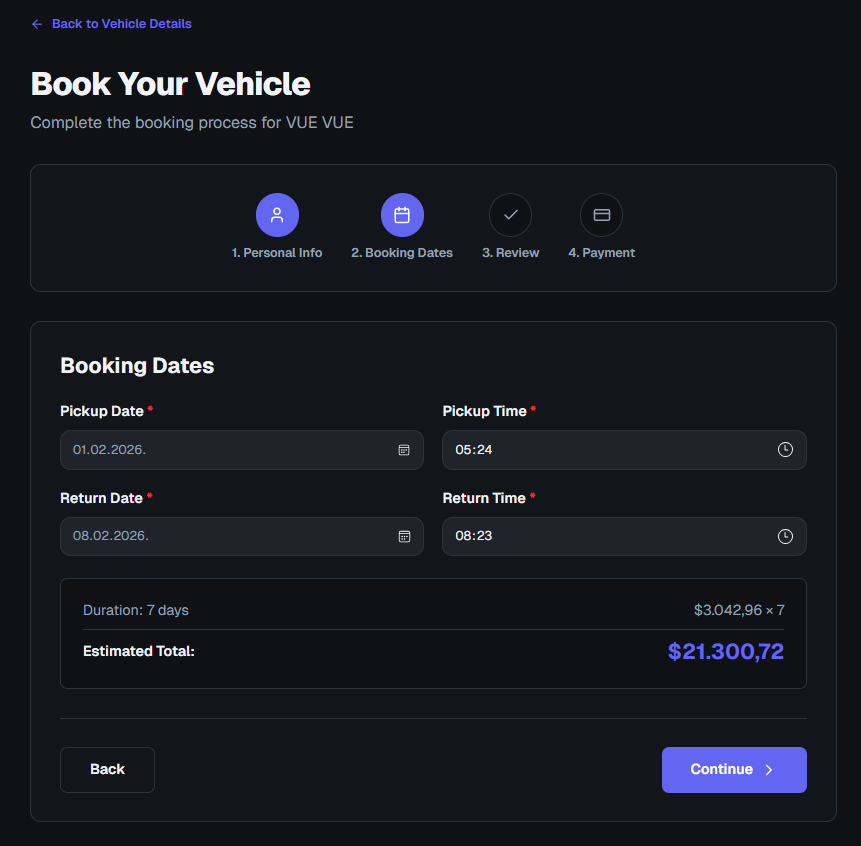 Back to Vehicle Details
Book Your Vehicle
Complete the booking process for VUE VUE
1. Personal Info
2. Booking Dates
3. Review
4. Payment
Booking Dates
Pickup Date *
Pickup Time *
01.02.2026.
05:24
Return Date *
Return Time *
08.02.2026.
08:23
Duration: 7 days
$3.042,96 × 7
Estimated Total:
$21.300,72
Back
Continue